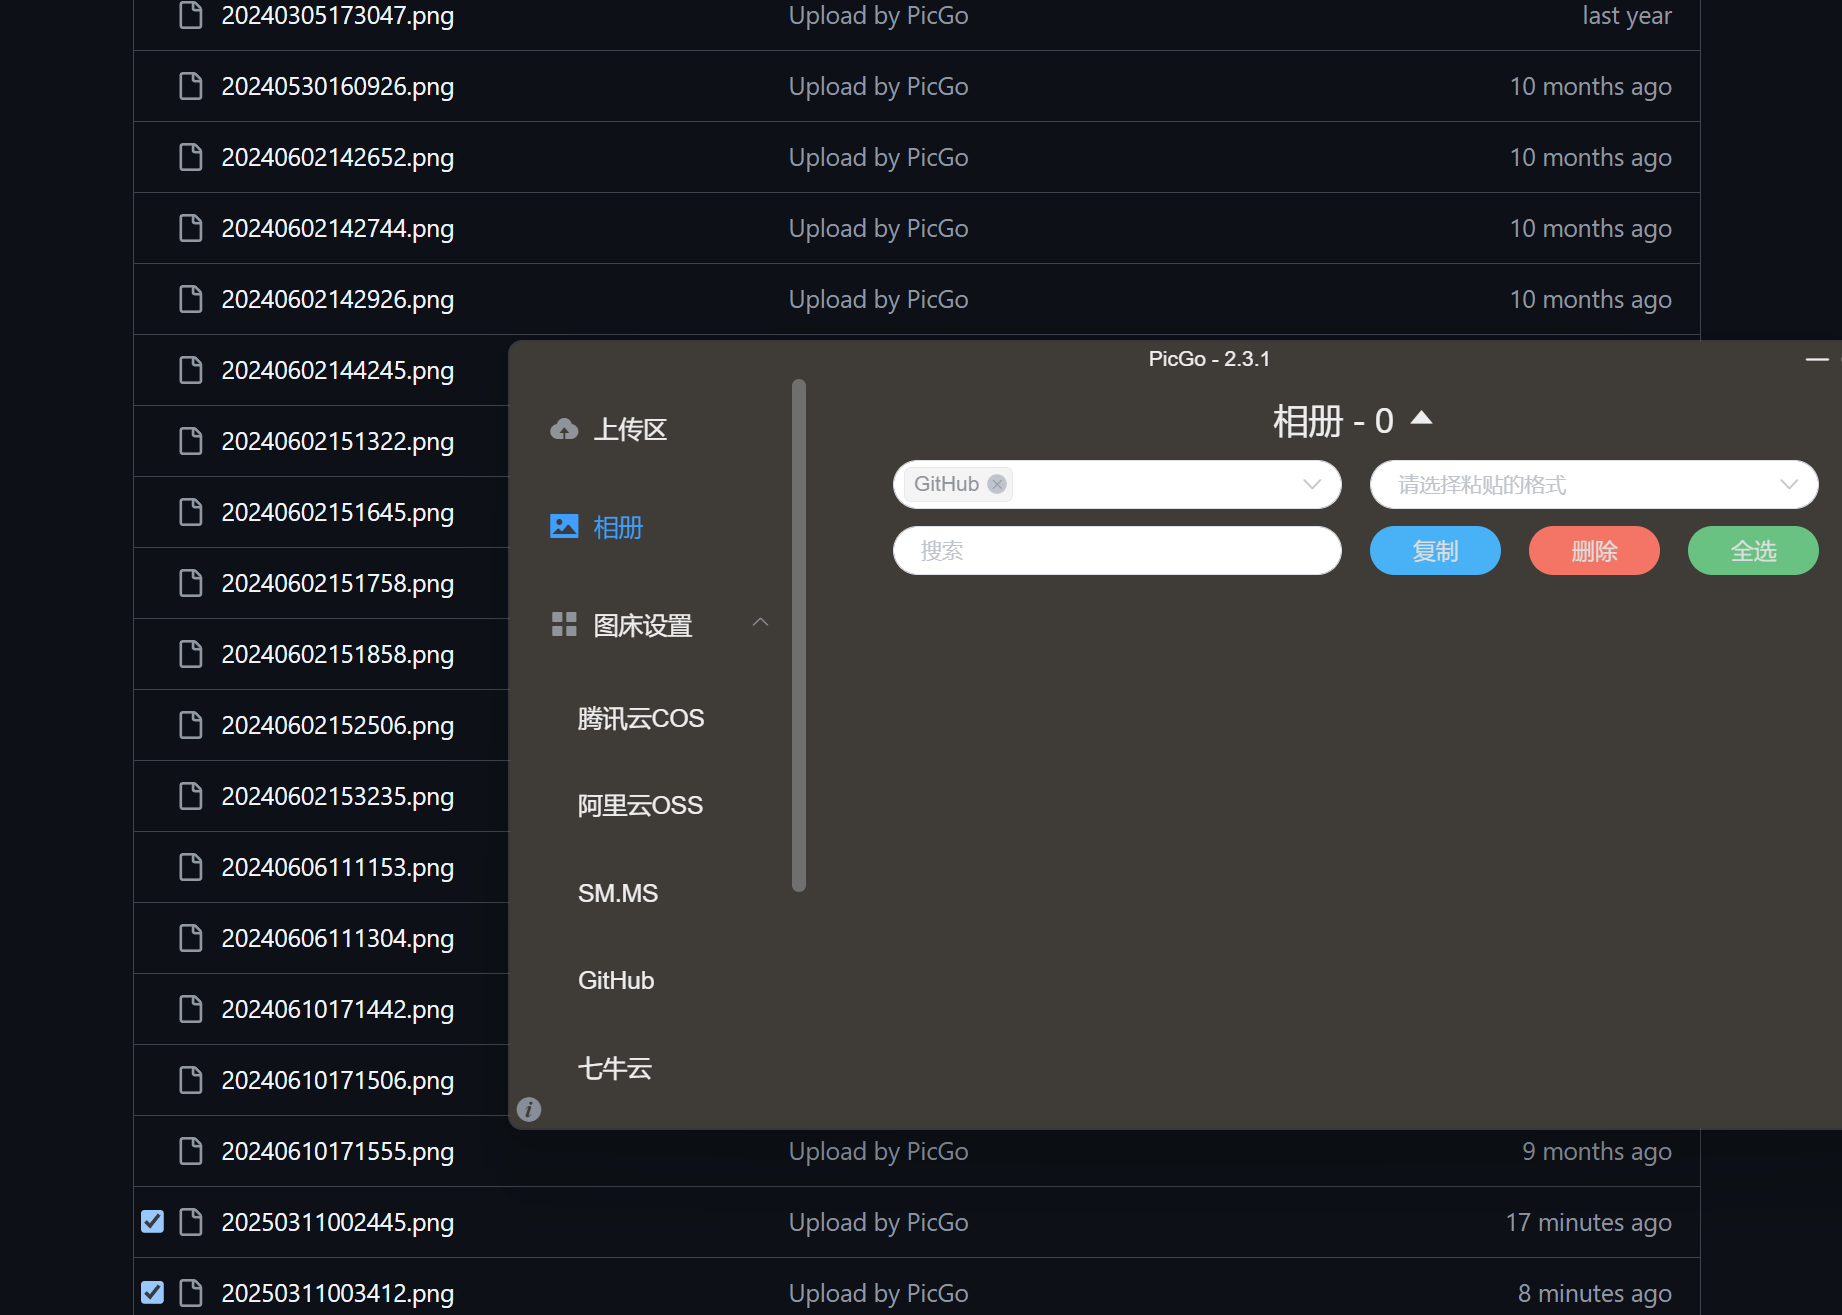 20240305173047.png Upload by PicGo last year
20240530160926.png Upload by PicGo 10 months ago
20240602142652.png Upload by PicGo 10 months ago
20240602142744.png Upload by PicGo 10 months ago
20240602142926.png Upload by PicGo 10 months ago
20240602144245.png
20240602151322.png
20240602151645.png
20240602151758.png
20240602151858.png
20240602152506.png
20240602153235.png
20240606111153.png
20240606111304.png
20240610171442.png
20240610171506.png
20240610171555.png Upload by PicGo 9 months ago
20250311002445.png Upload by PicGo 17 minutes ago
20250311003412.png Upload by PicGo 8 minutes ago
PicGo - 2.3.1
上传区
相册
图床设置
腾讯云COS
阿里云OSS
SM.MS
GitHub
七牛云
相册 - 0
GitHub 请选择粘贴的格式
搜索 复制 删除 全选